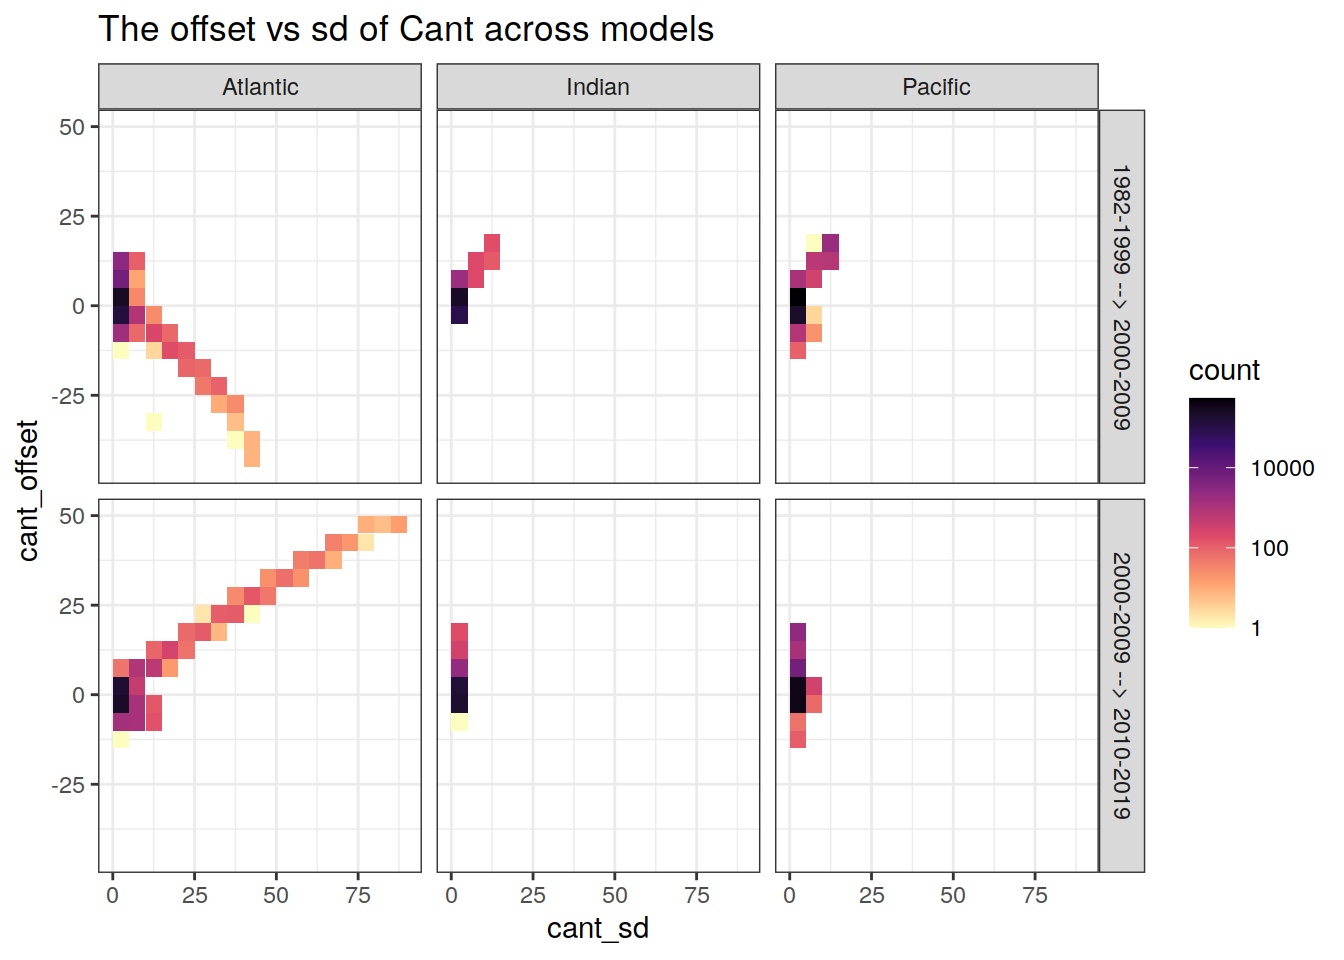 The offset vs sd of Cant across models
Atlantic
Indian
Pacific
50
25
0
-25
1982-1999 --> 2000-2009
50
25
0
-25
2000-2009 --> 2010-2019
0
25
50
75
0
25
50
75
0
25
50
75
cant_sd
cant_offset
count
10000
100
1